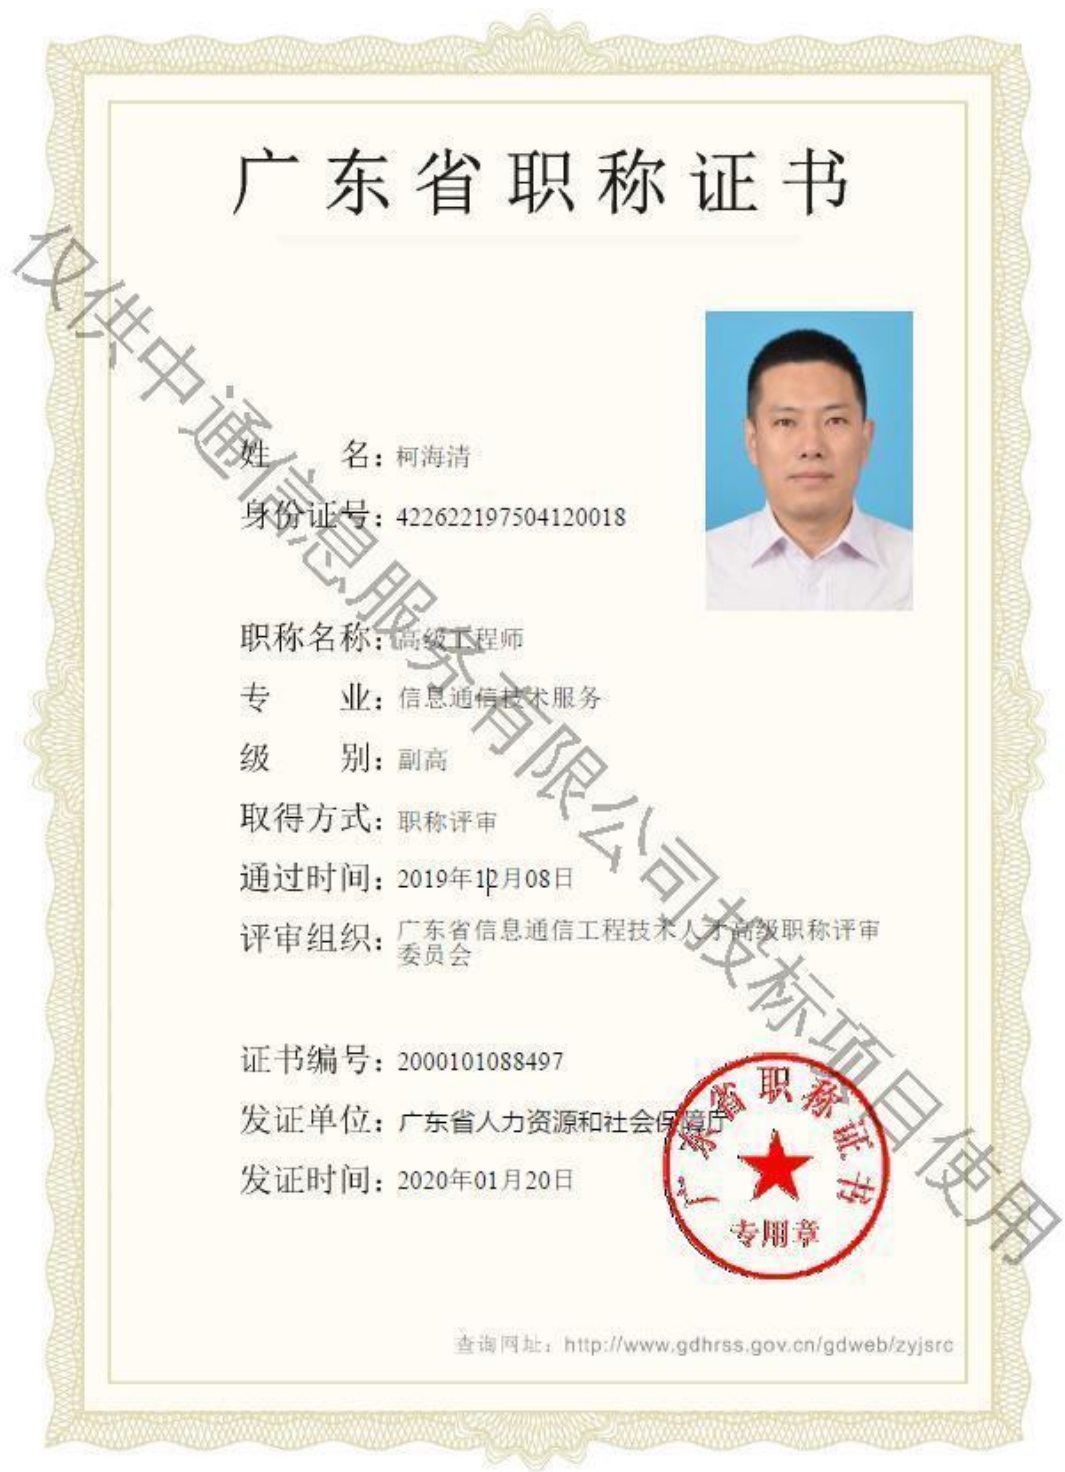 广东省职称证书
姓 名：柯海清
身份证号：422622197504120018
职称名称：高级工程师
专 业：信息通信技术服务
级 别：副高
取得方式：职称评审
通过时间：2019年12月08日
评审组织：广东省信息通信工程技术人才高级职称评审
委员会
证书编号：2000101088497
发证单位：广东省人力资源和社会保障厅
发证时间：2020年01月20日
广东省职称证书
专用章
查询网址：http://www.gdhrss.gov.cn/gdweb/zyjsrc
仅供中通信息服务有限公司投标项目使用